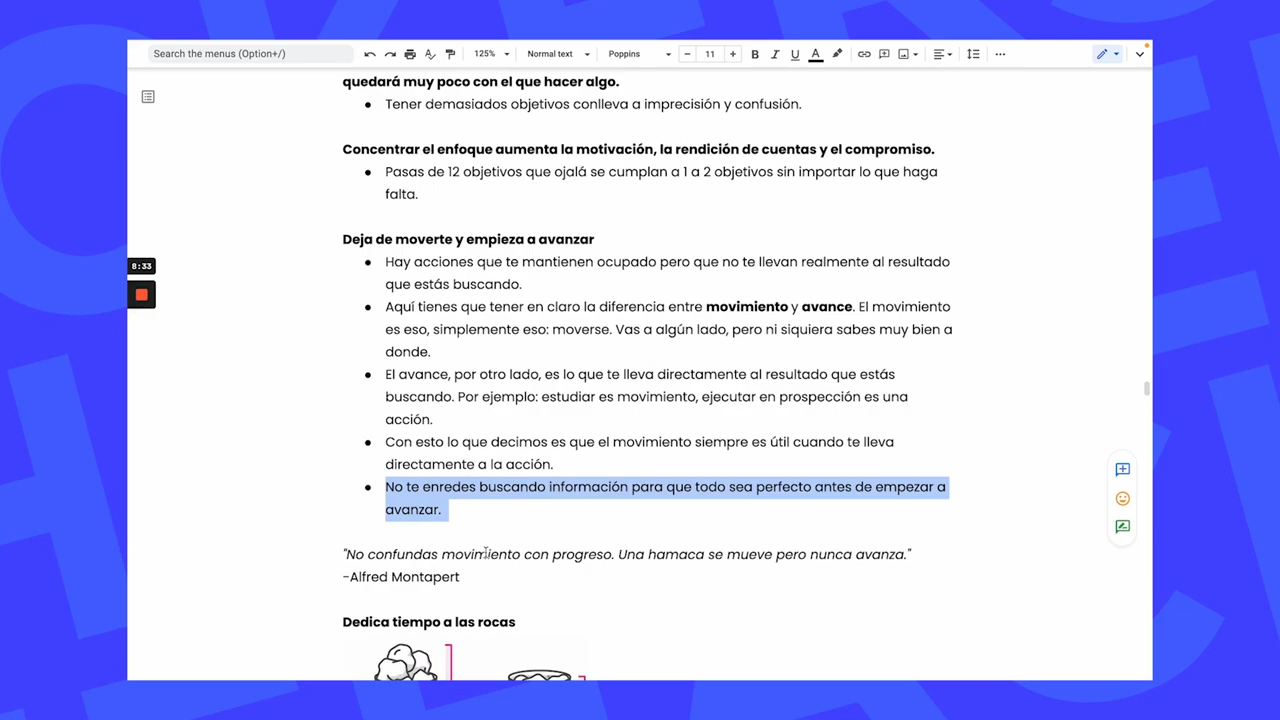 Search the menus (Option+/)
125%
Normal text
Poppins
11
B
I
U
A
quedará muy poco con el que hacer algo.
● Tener demasiados objetivos conlleva a imprecisión y confusión.
Concentrar el enfoque aumenta la motivación, la rendición de cuentas y el compromiso.
● Pasas de 12 objetivos que ojalá se cumplan a 1 a 2 objetivos sin importar lo que haga
falta.
Deja de moverte y empieza a avanzar
● Hay acciones que te mantienen ocupado pero que no te llevan realmente al resultado
que estás buscando.
● Aquí tienes que tener en claro la diferencia entre movimiento y avance. El movimiento
es eso, simplemente eso: moverse. Vas a algún lado, pero ni siquiera sabes muy bien a
donde.
● El avance, por otro lado, es lo que te lleva directamente al resultado que estás
buscando. Por ejemplo: estudiar es movimiento, ejecutar en prospección es una
acción.
● Con esto lo que decimos es que el movimiento siempre es útil cuando te lleva
directamente a la acción.
● No te enredes buscando información para que todo sea perfecto antes de empezar a
avanzar.
"No confundas movimiento con progreso. Una hamaca se mueve pero nunca avanza."
-Alfred Montapert
Dedica tiempo a las rocas
8:33